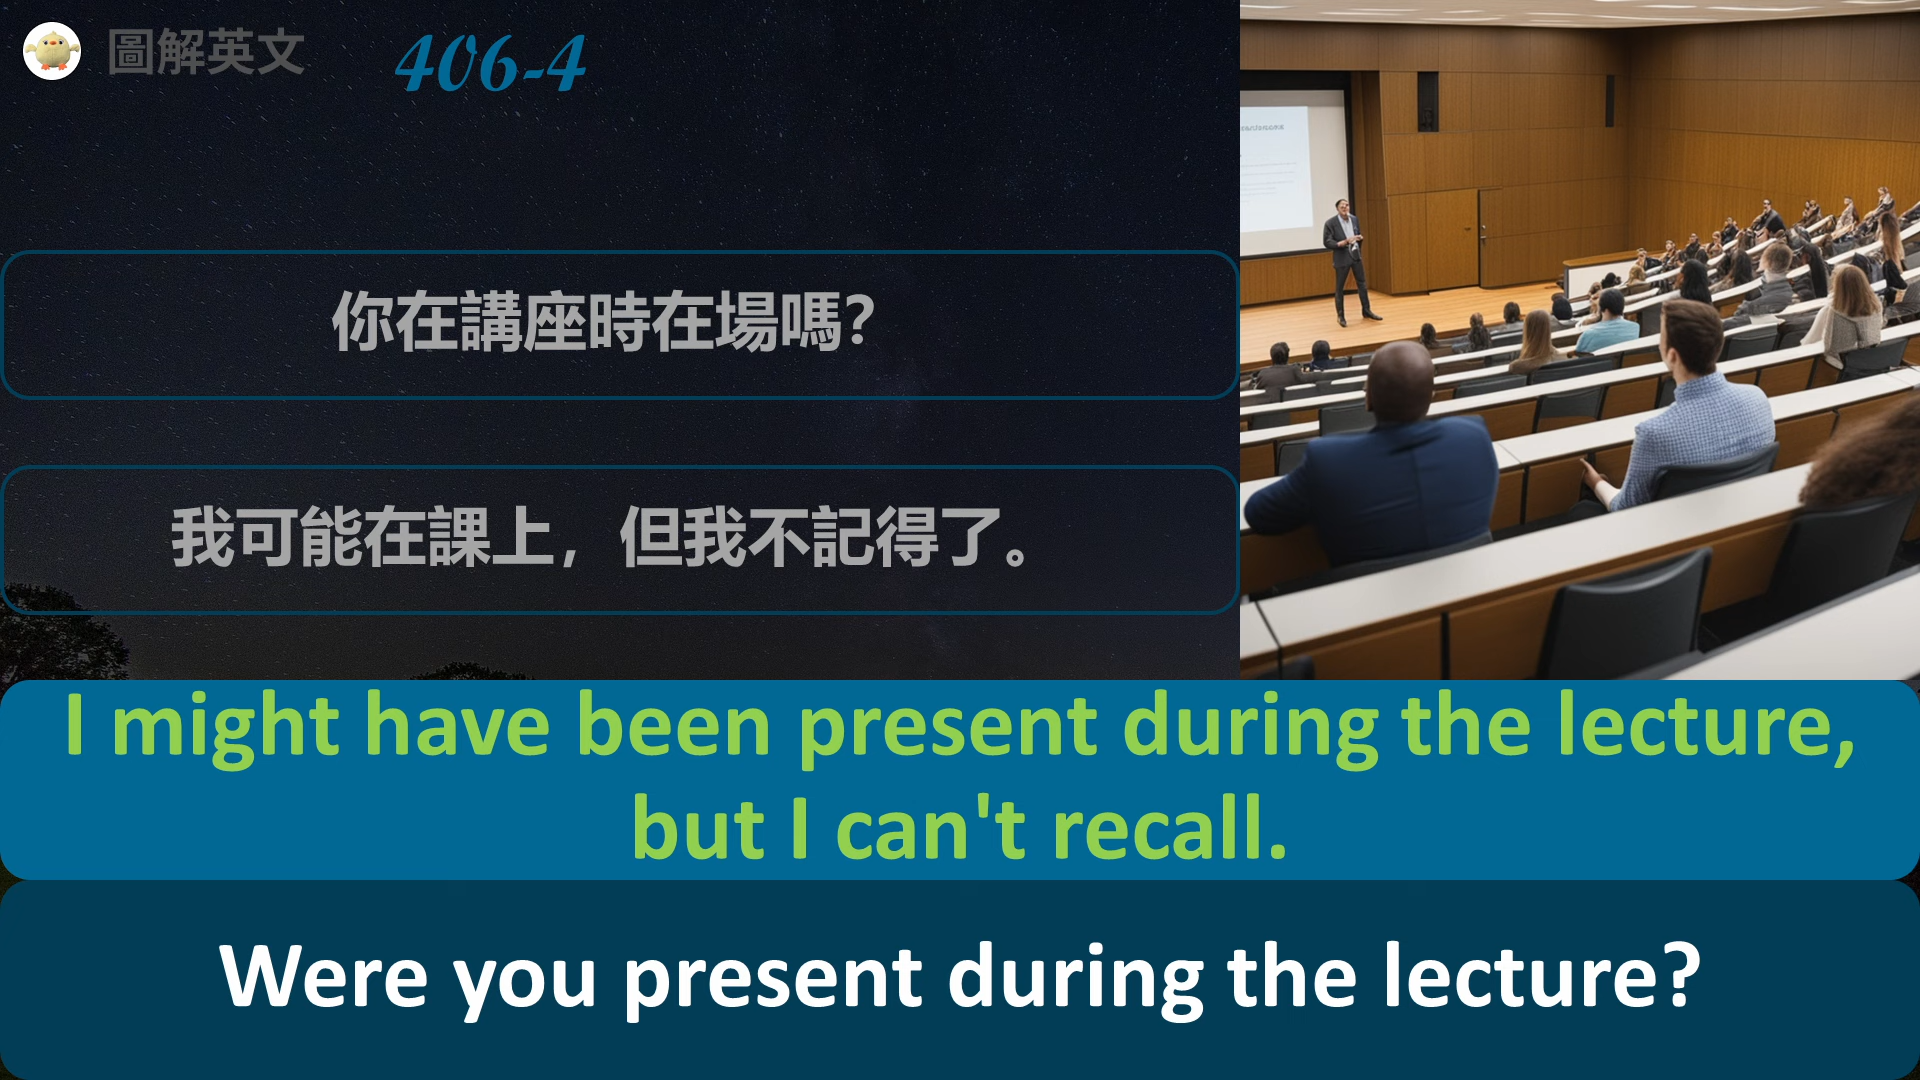 圖解英文
406-4
你在講座時在場嗎?
我可能在課上，但我不記得了。
I might have been present during the lecture,
but I can't recall.
Were you present during the lecture?